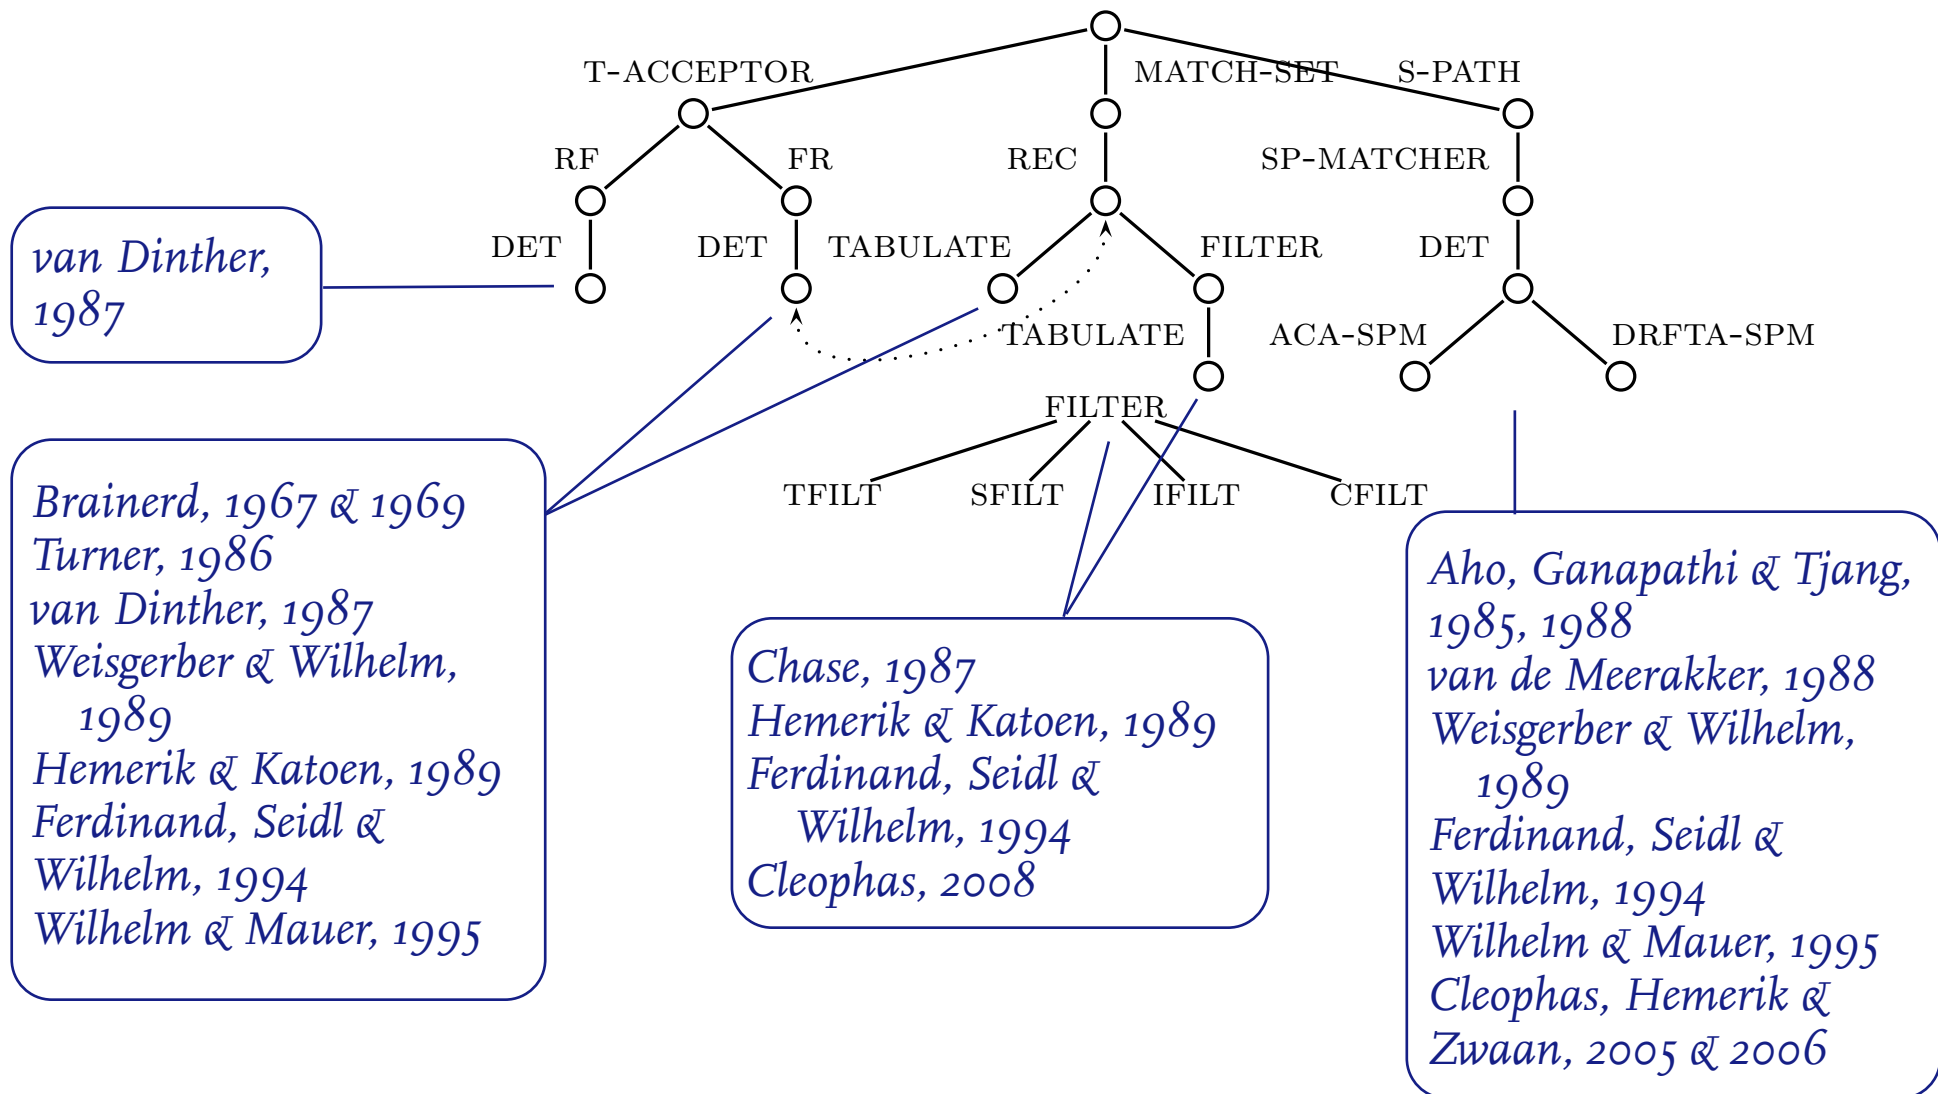 T-ACCEPTOR
MATCH-SET
S-PATH
RF
FR
REC
SP-MATCHER
DET
DET
TABULATE
FILTER
DET
TABULATE
ACA-SPM
DRFTA-SPM
FILTER
TFILT
SFILT
IFILT
CFILT
van Dinther,
1987
Brainerd, 1967 & 1969
Turner, 1986
van Dinther, 1987
Weisgerber & Wilhelm,
1989
Hemerik & Katoen, 1989
Ferdinand, Seidl &
Wilhelm, 1994
Wilhelm & Mauer, 1995
Chase, 1987
Hemerik & Katoen, 1989
Ferdinand, Seidl &
Wilhelm, 1994
Cleophas, 2008
Aho, Ganapathi & Tjang,
1985, 1988
van de Meerakker, 1988
Weisgerber & Wilhelm,
1989
Ferdinand, Seidl &
Wilhelm, 1994
Wilhelm & Mauer, 1995
Cleophas, Hemerik &
Zwaan, 2005 & 2006